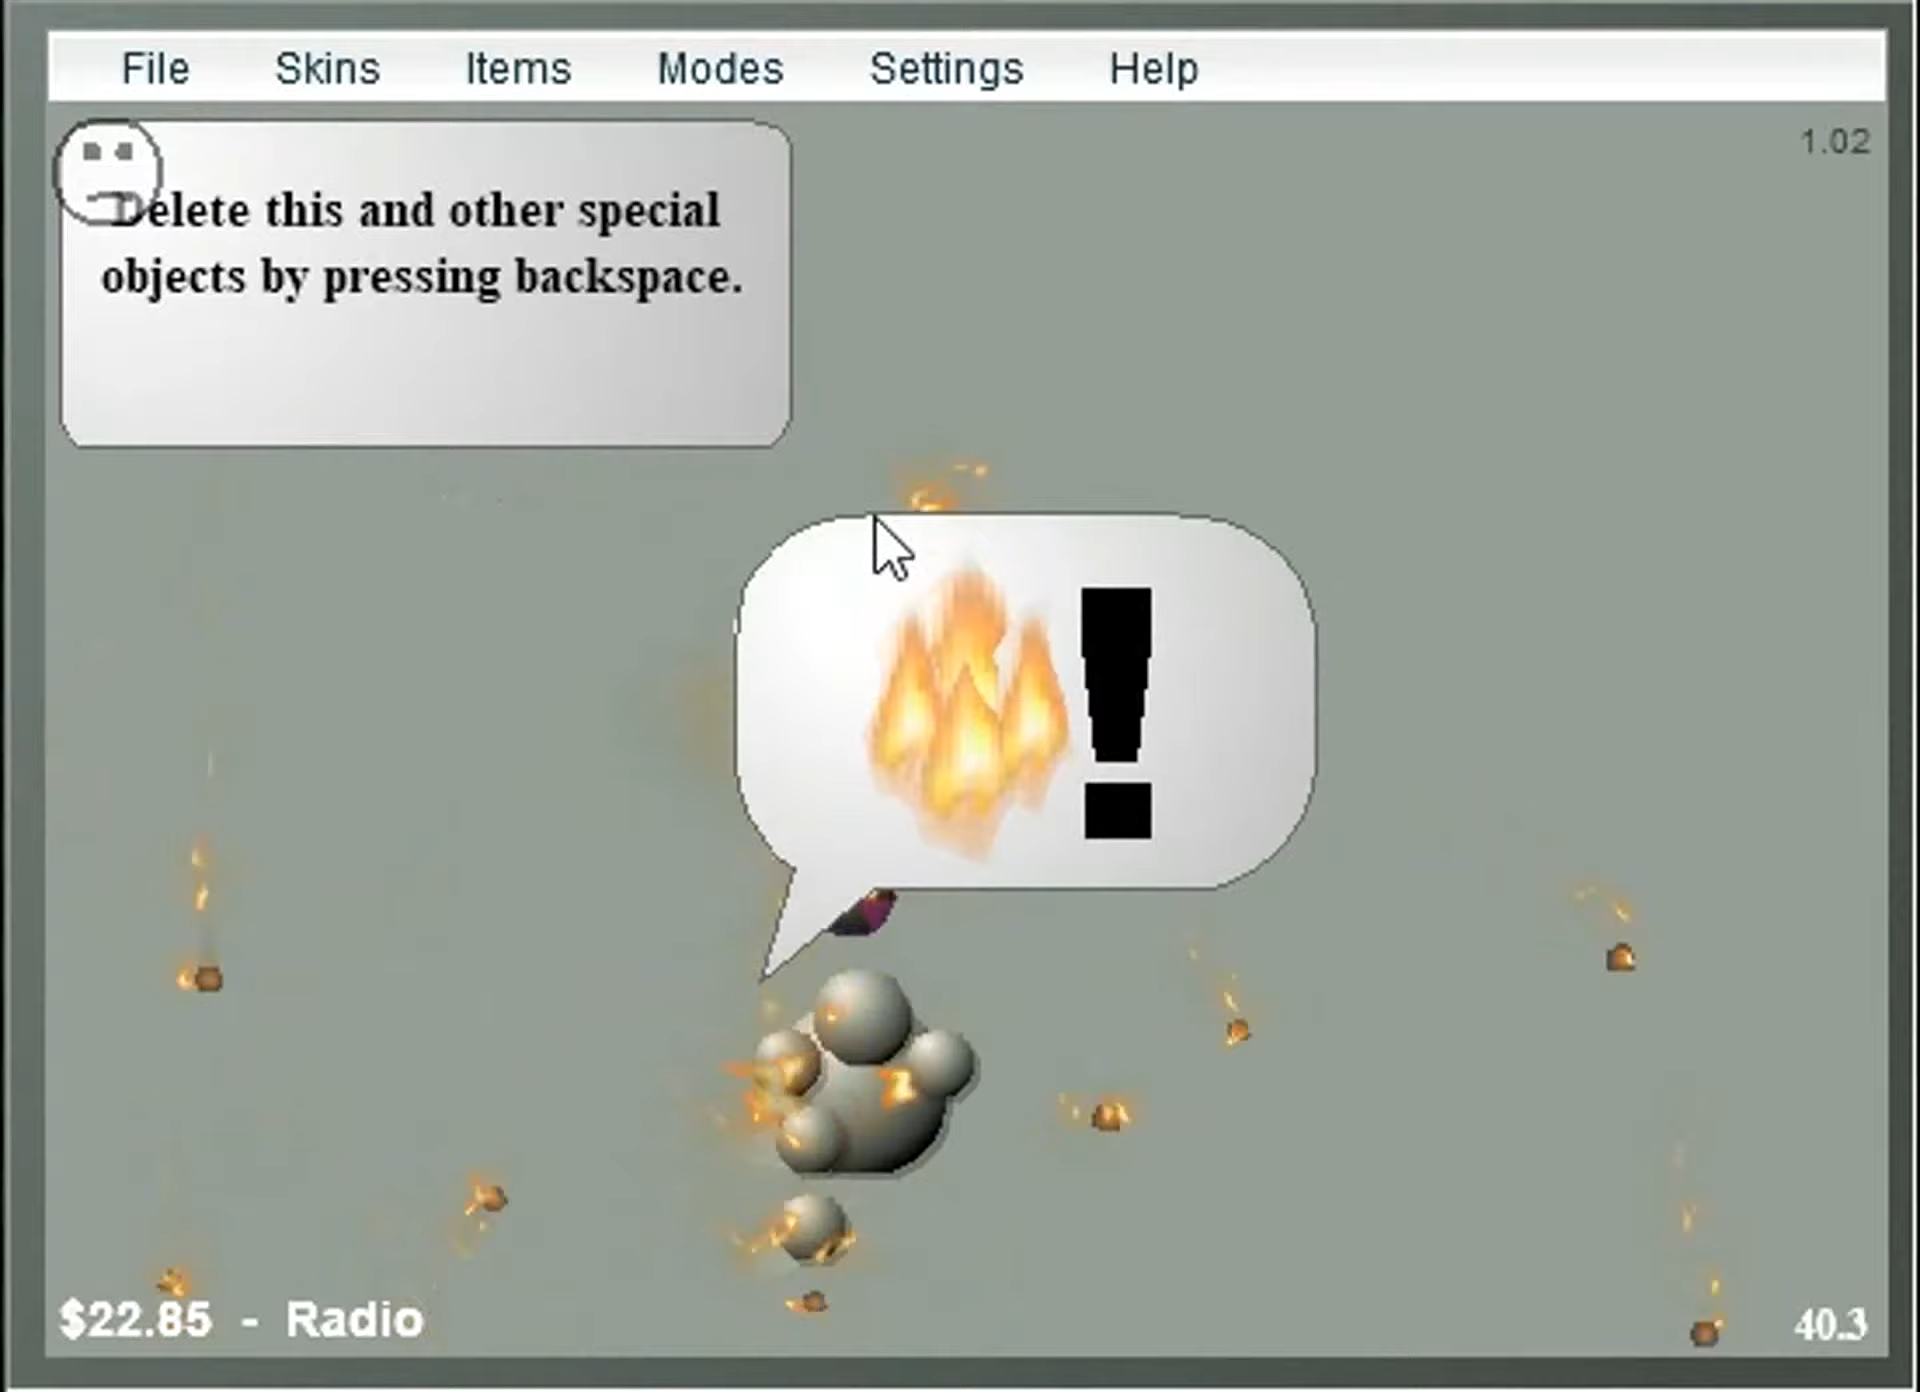 File Skins Items Modes Settings Help
1.02
Delete this and other special
objects by pressing backspace.
!
$22.85 - Radio
40.3